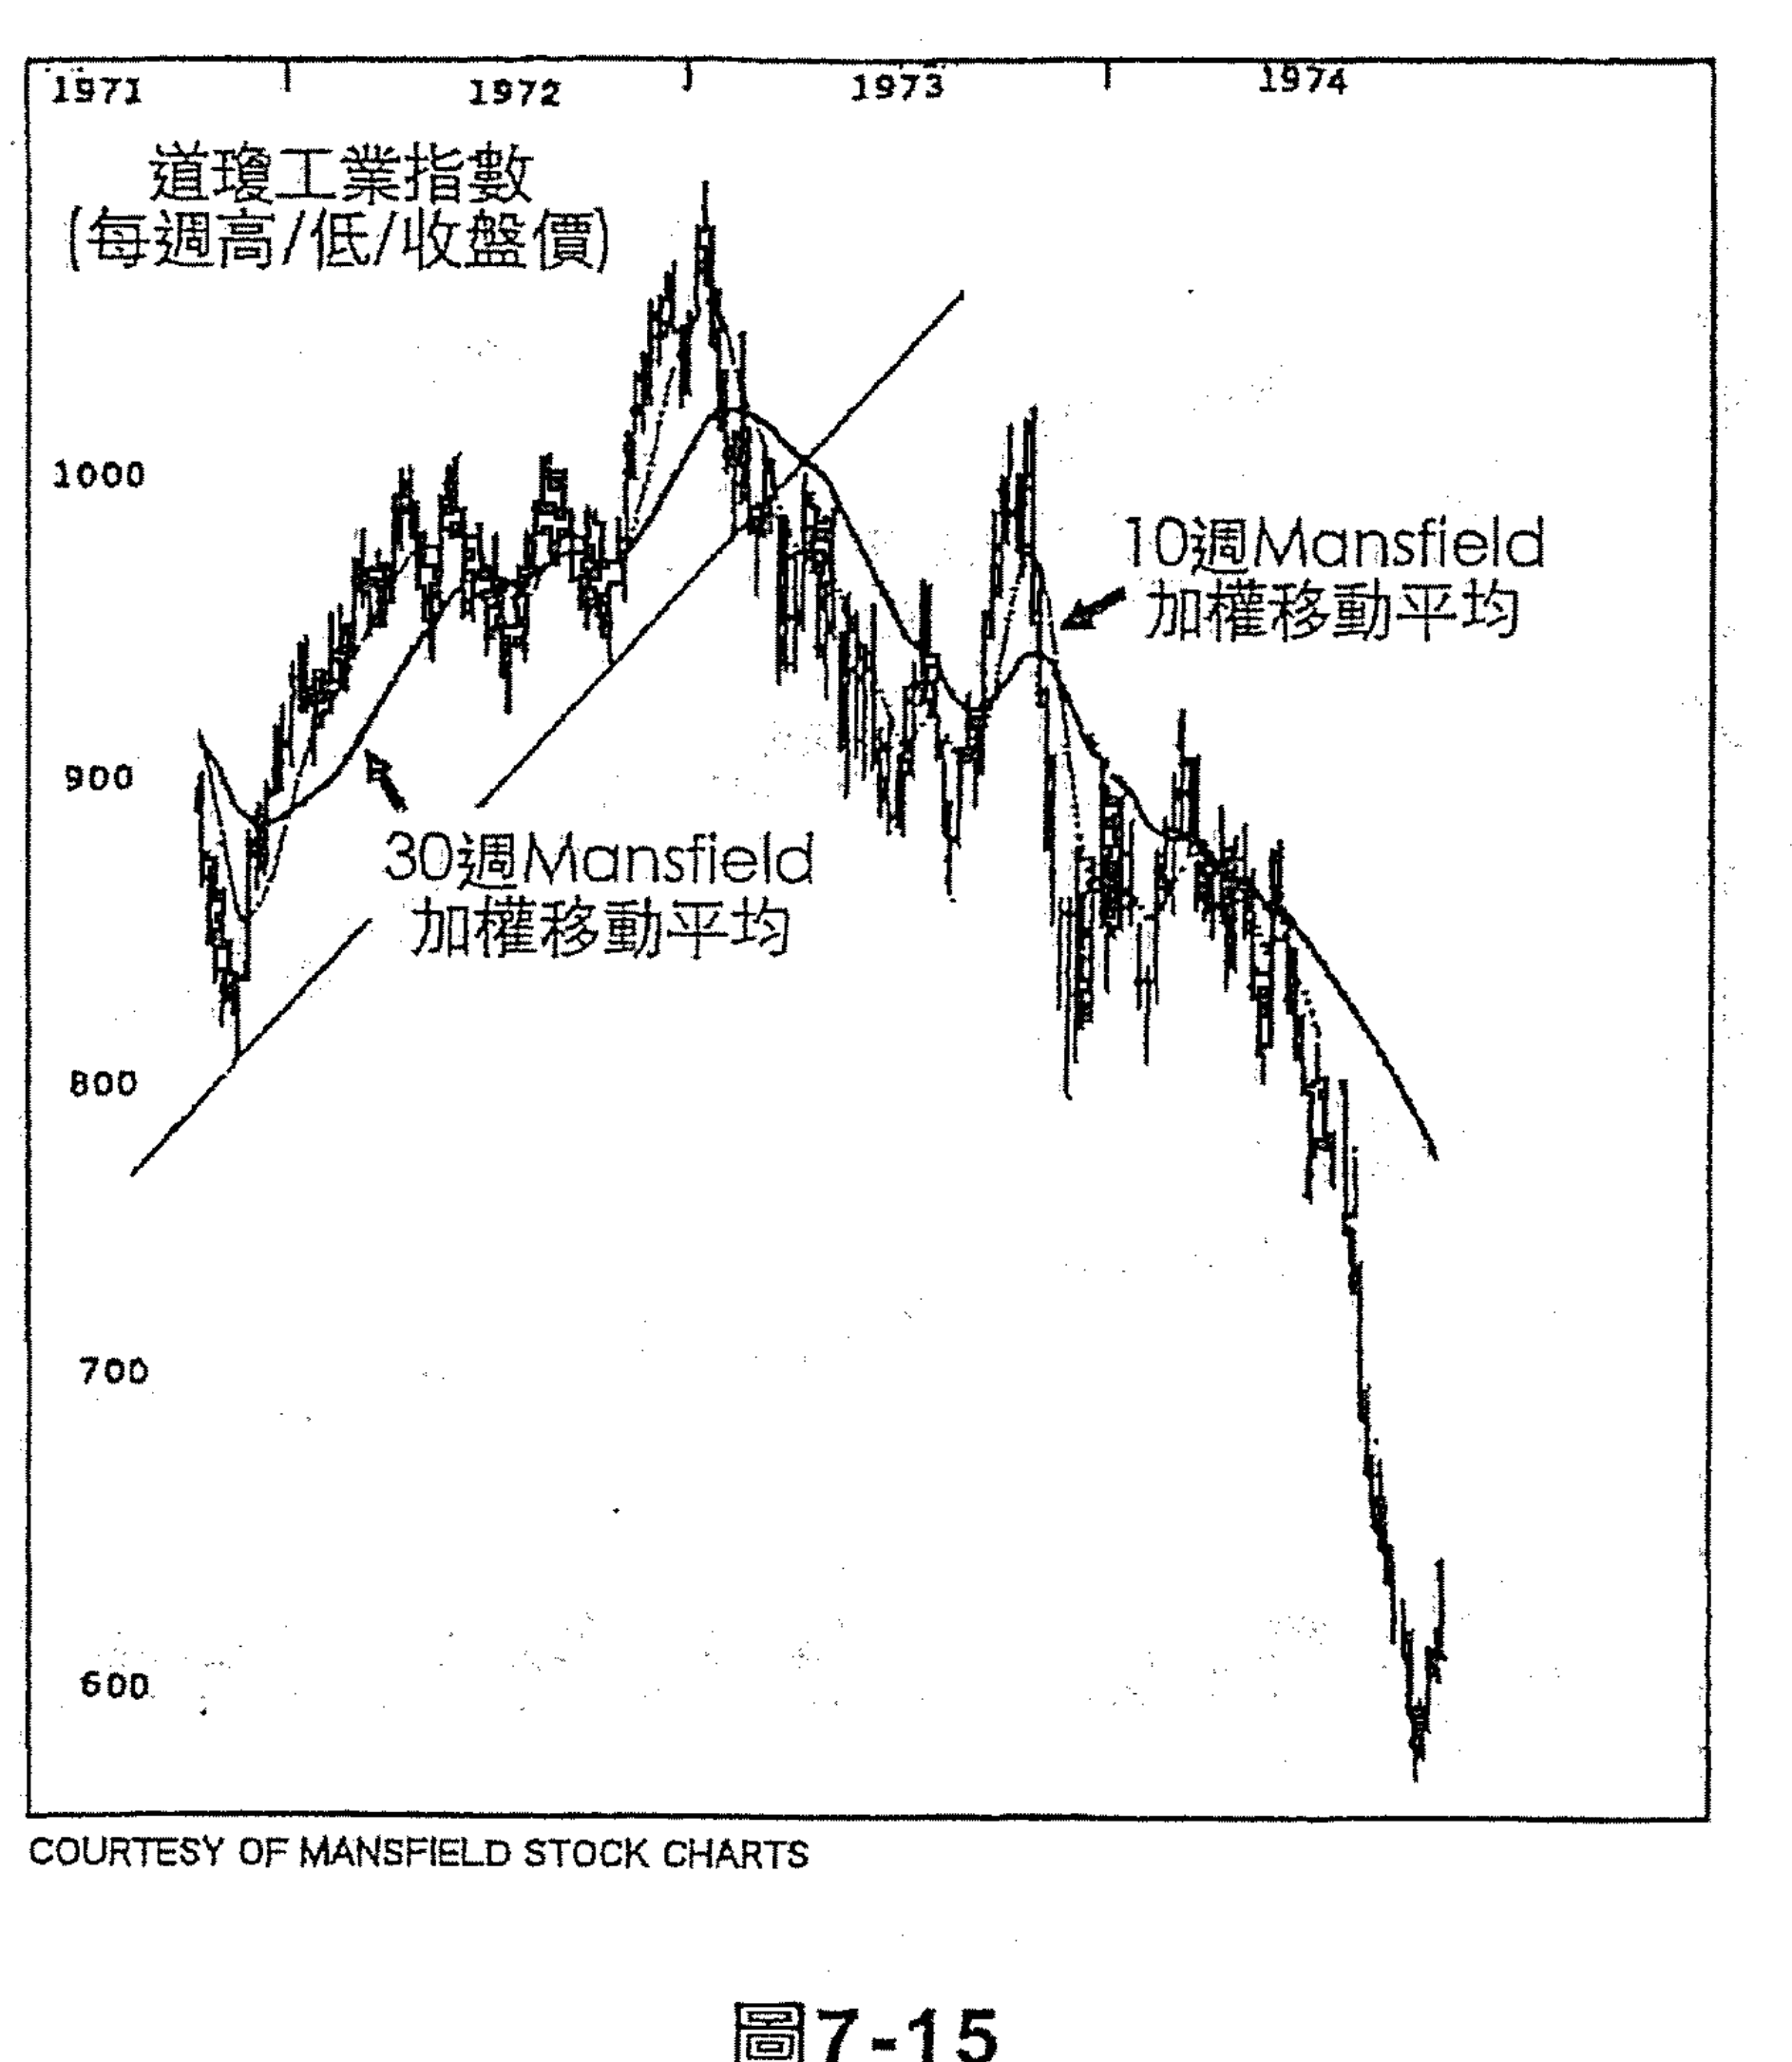 1971 1972 1973 1974
道瓊工業指數
(每週高/低/收盤價)
1000
10週Mansfield
加權移動平均
900
30週Mansfield
加權移動平均
800
700
600
COURTESY OF MANSFIELD STOCK CHARTS
圖7-15